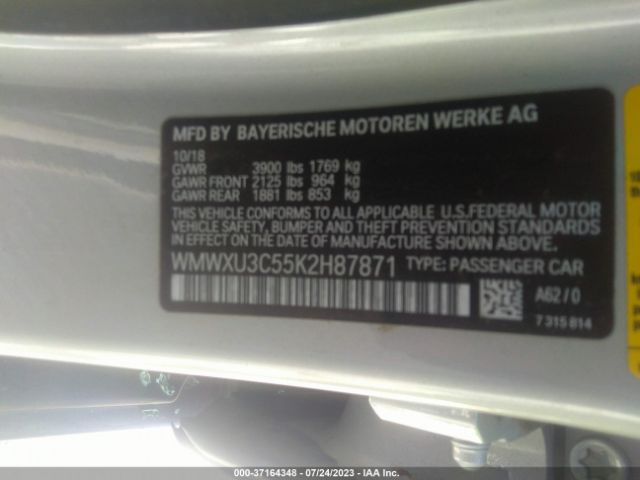 MFD BY BAYERISCHE MOTOREN WERKE AG
10/18
GVWR 3900 lbs 1769 kg
GAWR FRONT 2125 lbs 964 kg
GAWR REAR 1881 lbs 853 kg
THIS VEHICLE CONFORMS TO ALL APPLICABLE U.S.FEDERAL MOTOR
VEHICLE SAFETY, BUMPER AND THEFT PREVENTION STANDARDS
IN EFFECT ON THE DATE OF MANUFACTURE SHOWN ABOVE.
WMWXU3C55K2H87871 TYPE: PASSENGER CAR
A62/0
7315814
000-37164348 - 07/24/2023 - IAA Inc.